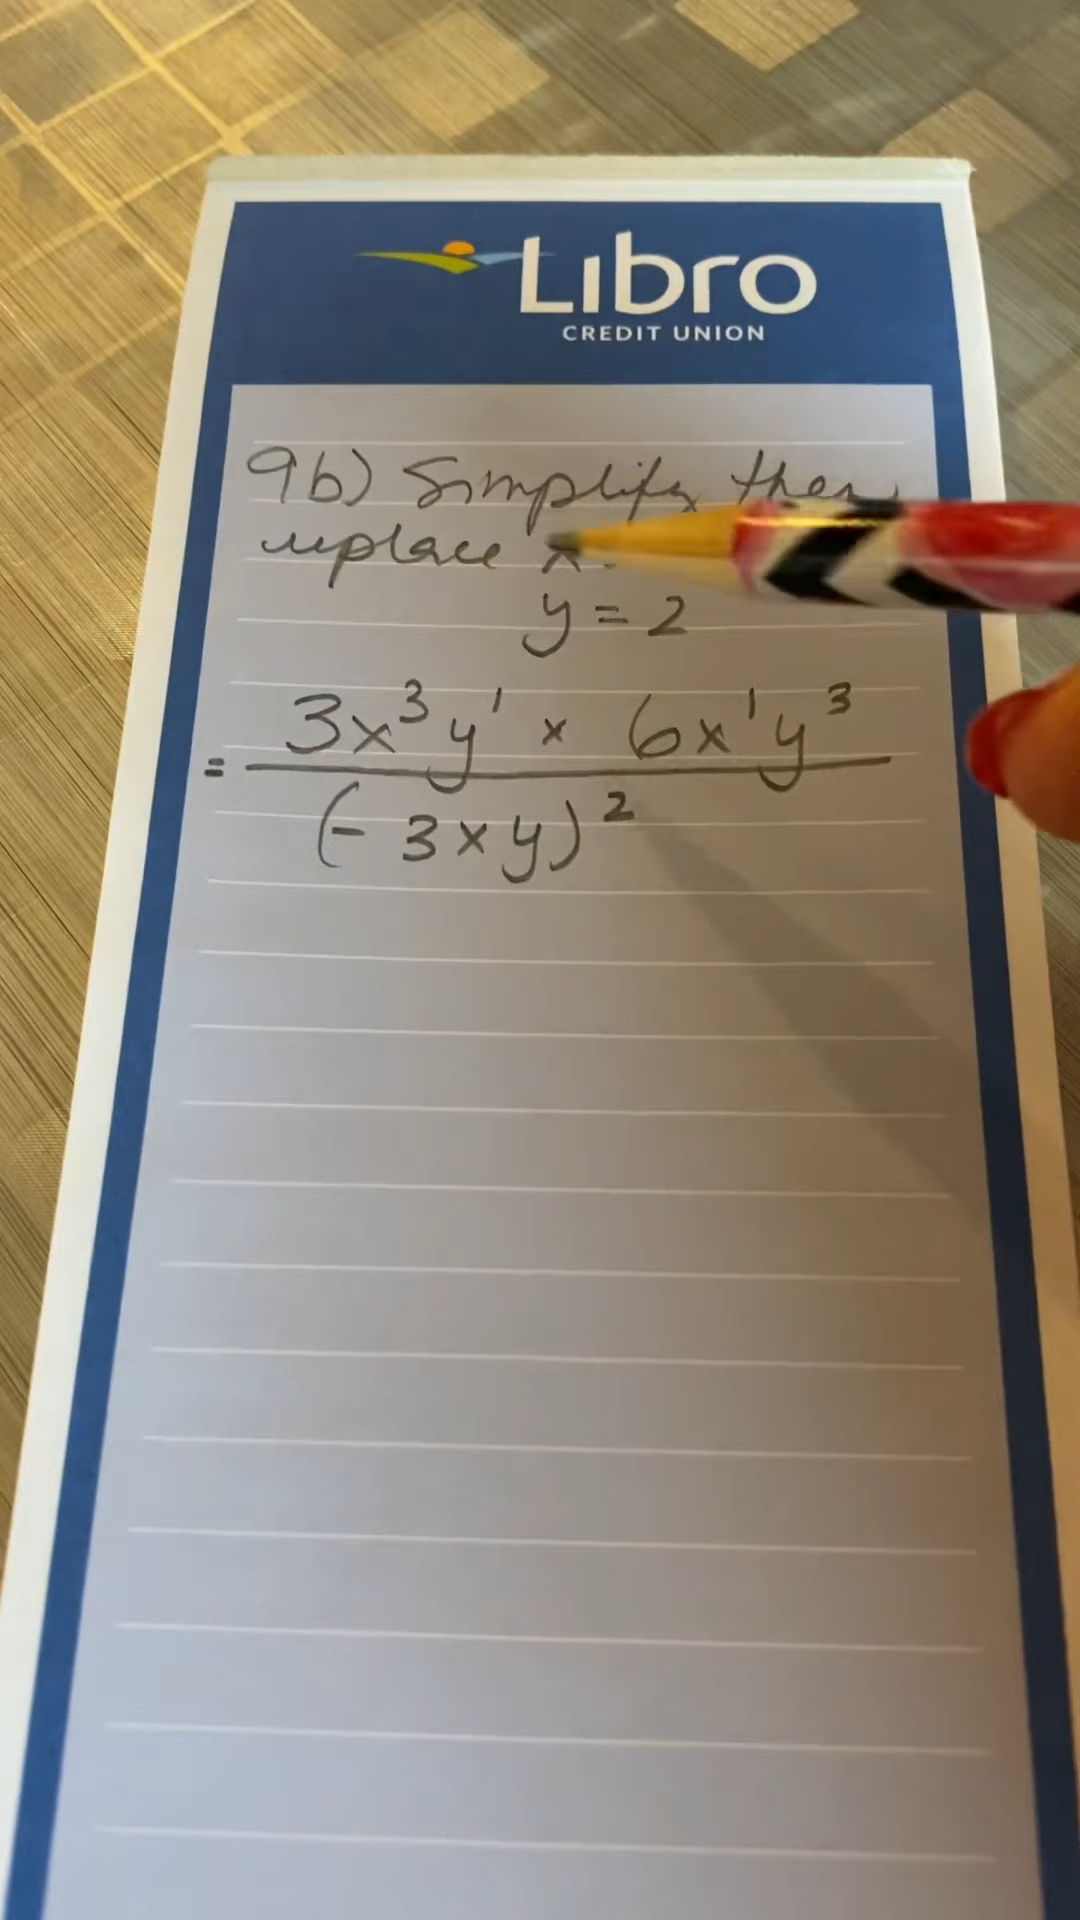 Libro
CREDIT UNION
9b) Simplify then
replace x
y = 2
3x³y¹ x 6x¹y³
=
(- 3xy)²